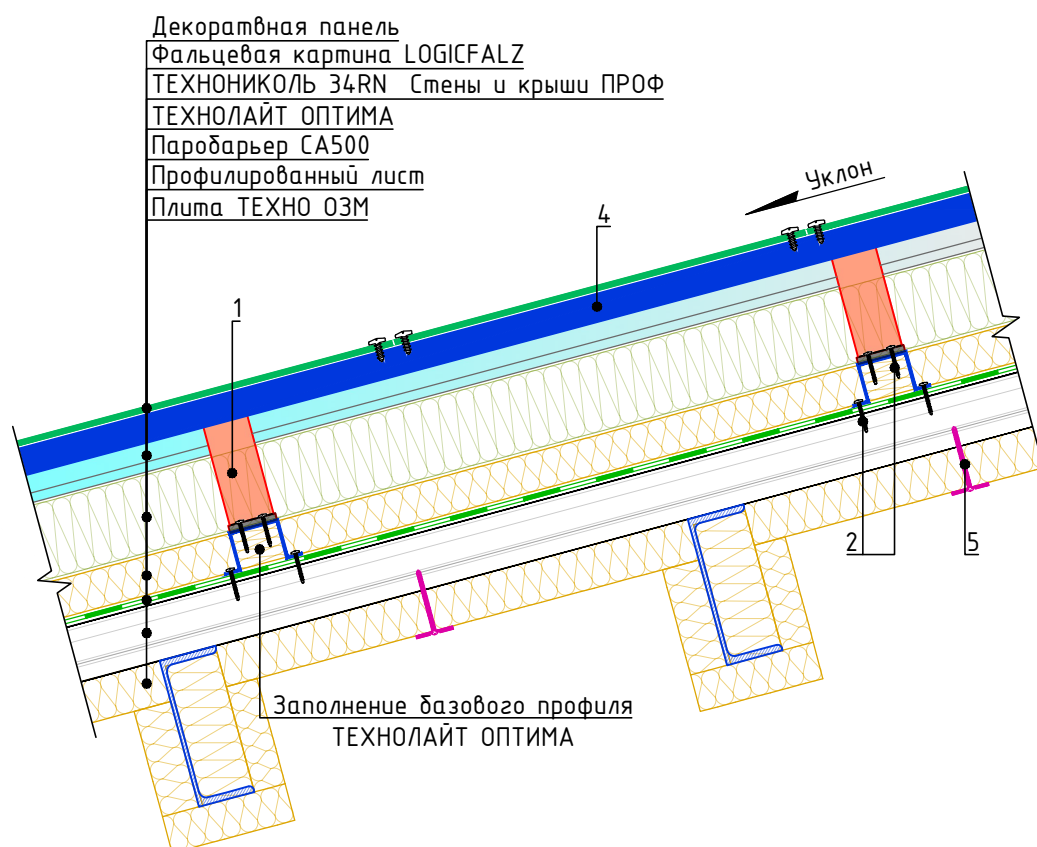 Декоратвная панель
Фальцевая картина LOGICFALZ
ТЕХНОНИКОЛЬ 34RN Стены и крыши ПРОФ
ТЕХНОЛАЙТ ОПТИМА
Паробарьер СА500
Профилированный лист
Плита ТЕХНО ОЗМ
Уклон
4
1
2
5
Заполнение базового профиля
ТЕХНОЛАЙТ ОПТИМА